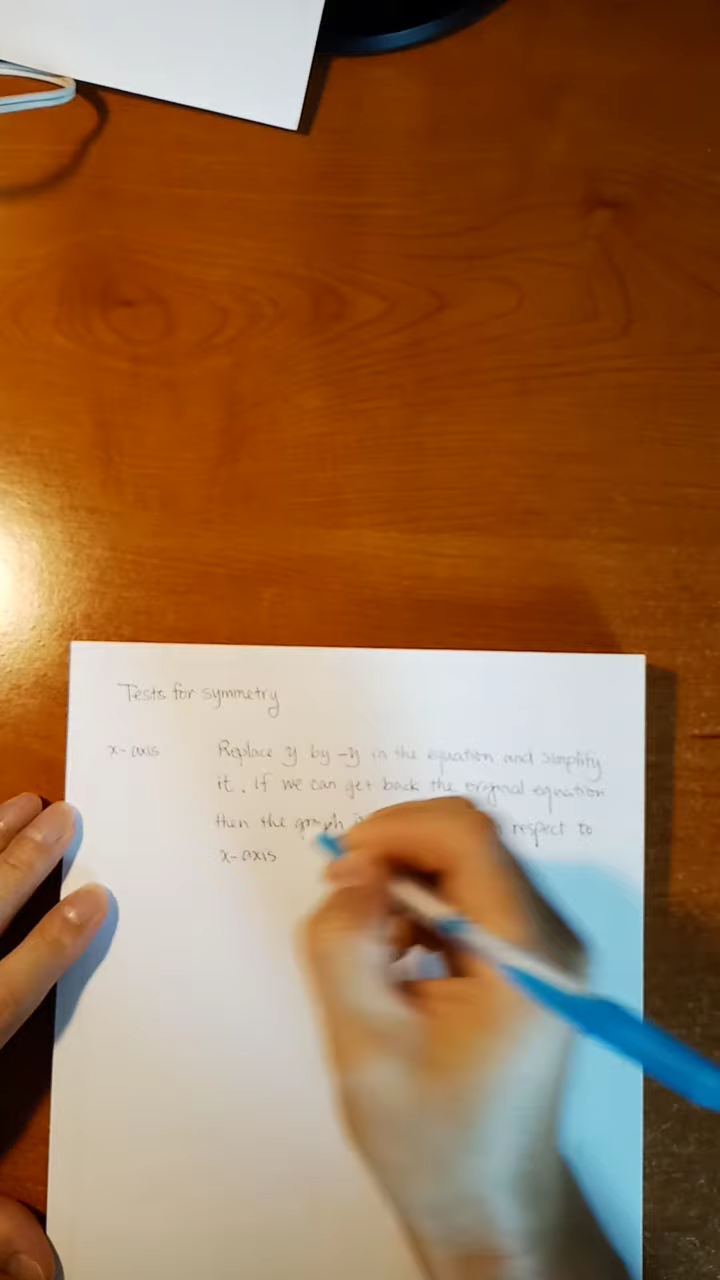 Tests for symmetry
x-axis Replace y by -y in the equation and simplify
it. If we can get back the original equation
then the graph respect to
x-axis